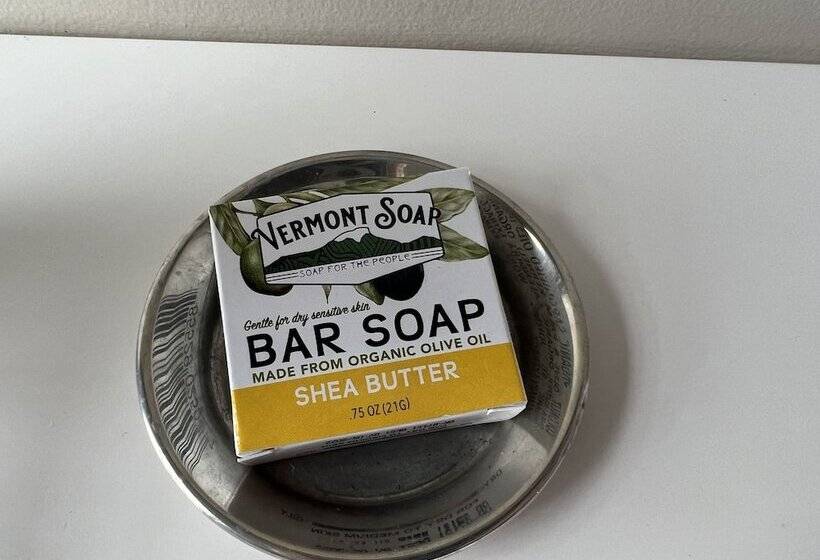 VERMONT SOAP
SOAP FOR THE PEOPLE
Gentle for dry sensitive skin
BAR SOAP
MADE FROM ORGANIC OLIVE OIL
SHEA BUTTER
.75 OZ (21G)